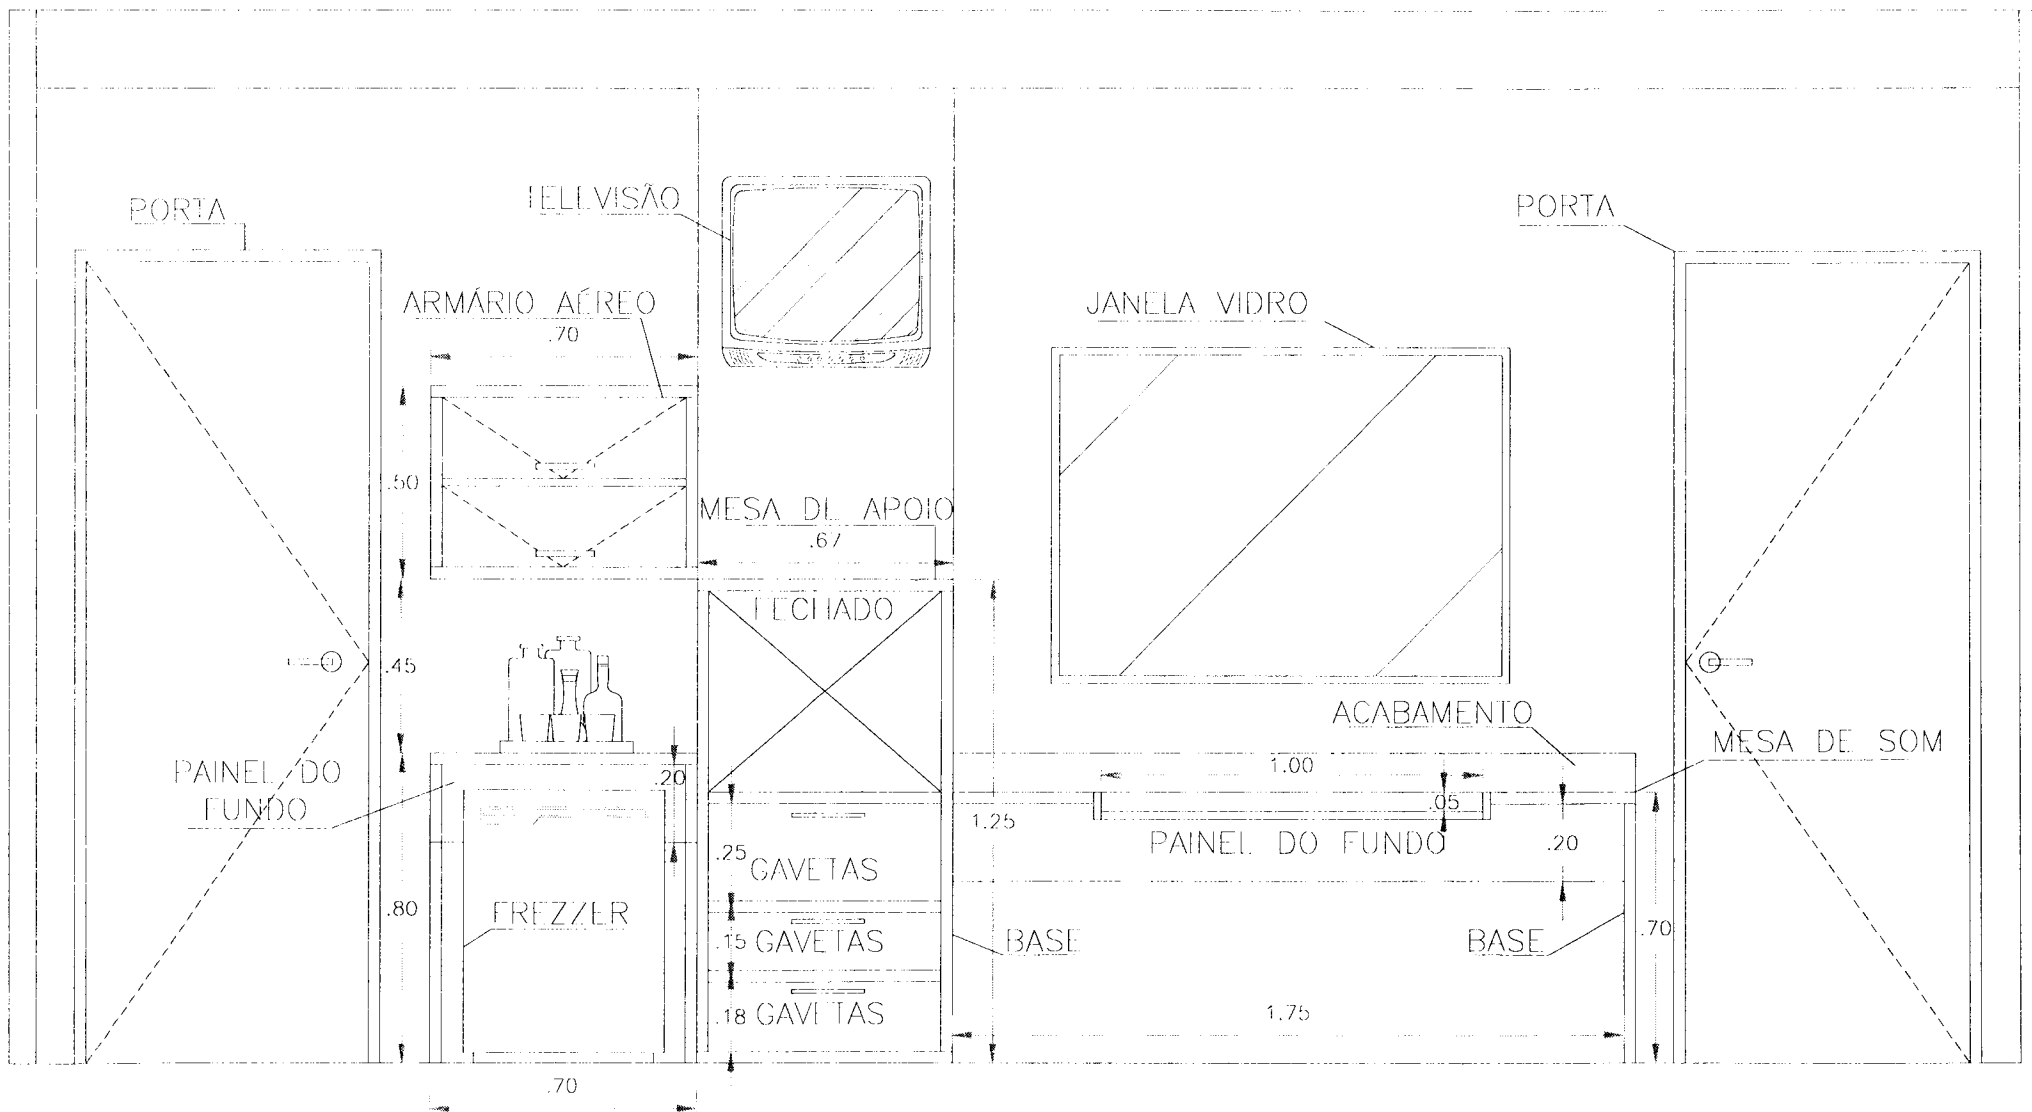 PORTA
TELEVISÃO
PORTA
ARMÁRIO AÉREO
.70
JANELA VIDRO
.50
MESA DE APOIO
.67
FECHADO
.45
ACABAMENTO
MESA DE SOM
PAINEL DO
FUNDO
.20
1.00
.05
1.25
PAINEL DO FUNDO
.20
.25
GAVETAS
.80
FREZZER
.15
GAVETAS
BASE
BASE
.70
.18
GAVETAS
1.75
.70